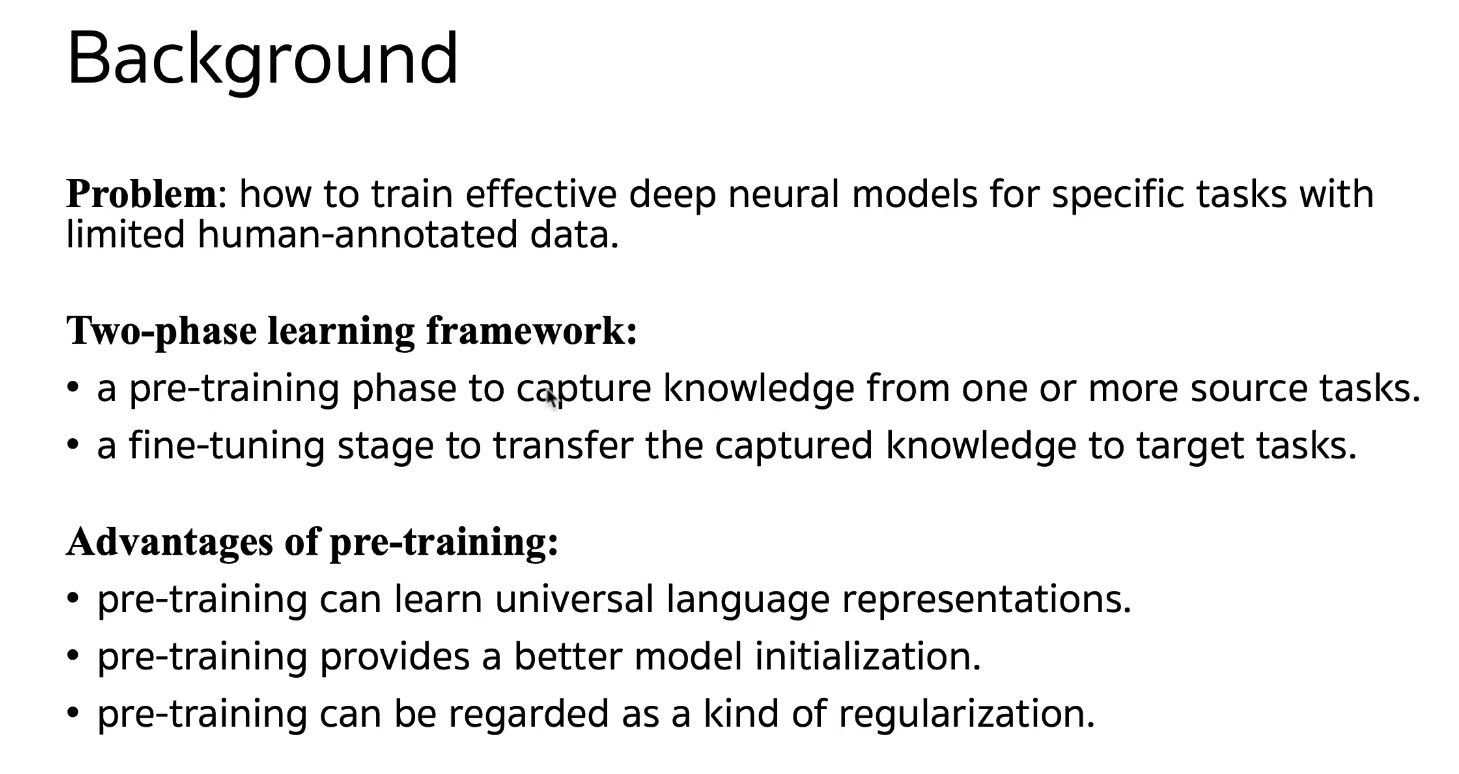 Background
Problem: how to train effective deep neural models for specific tasks with
limited human-annotated data.
Two-phase learning framework:
• a pre-training phase to capture knowledge from one or more source tasks.
• a fine-tuning stage to transfer the captured knowledge to target tasks.
Advantages of pre-training:
• pre-training can learn universal language representations.
• pre-training provides a better model initialization.
• pre-training can be regarded as a kind of regularization.